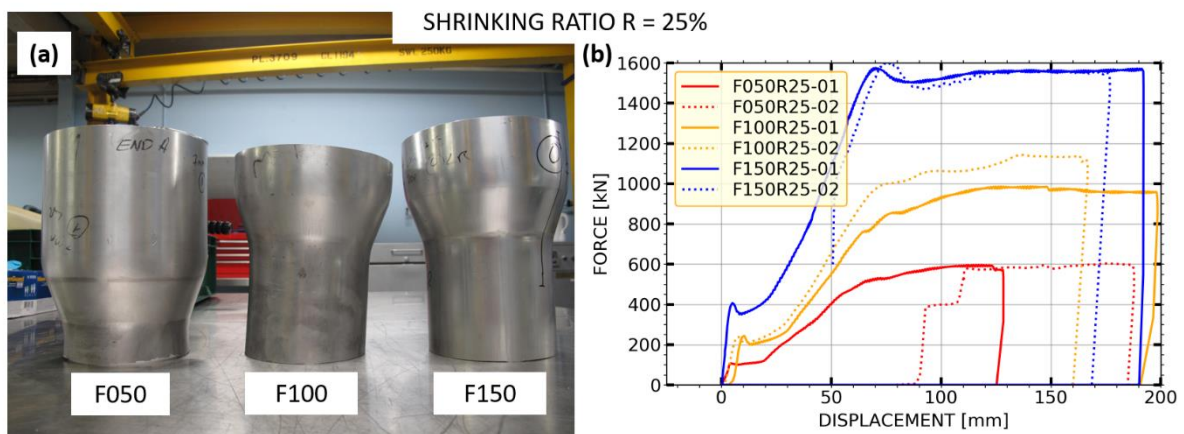 SHRINKING RATIO R = 25%
(a)
END A
F050
F100
F150
(b)
1600
1400
1200
1000
800
600
400
200
0
FORCE [kN]
F050R25-01
F050R25-02
F100R25-01
F100R25-02
F150R25-01
F150R25-02
0 50 100 150 200
DISPLACEMENT [mm]